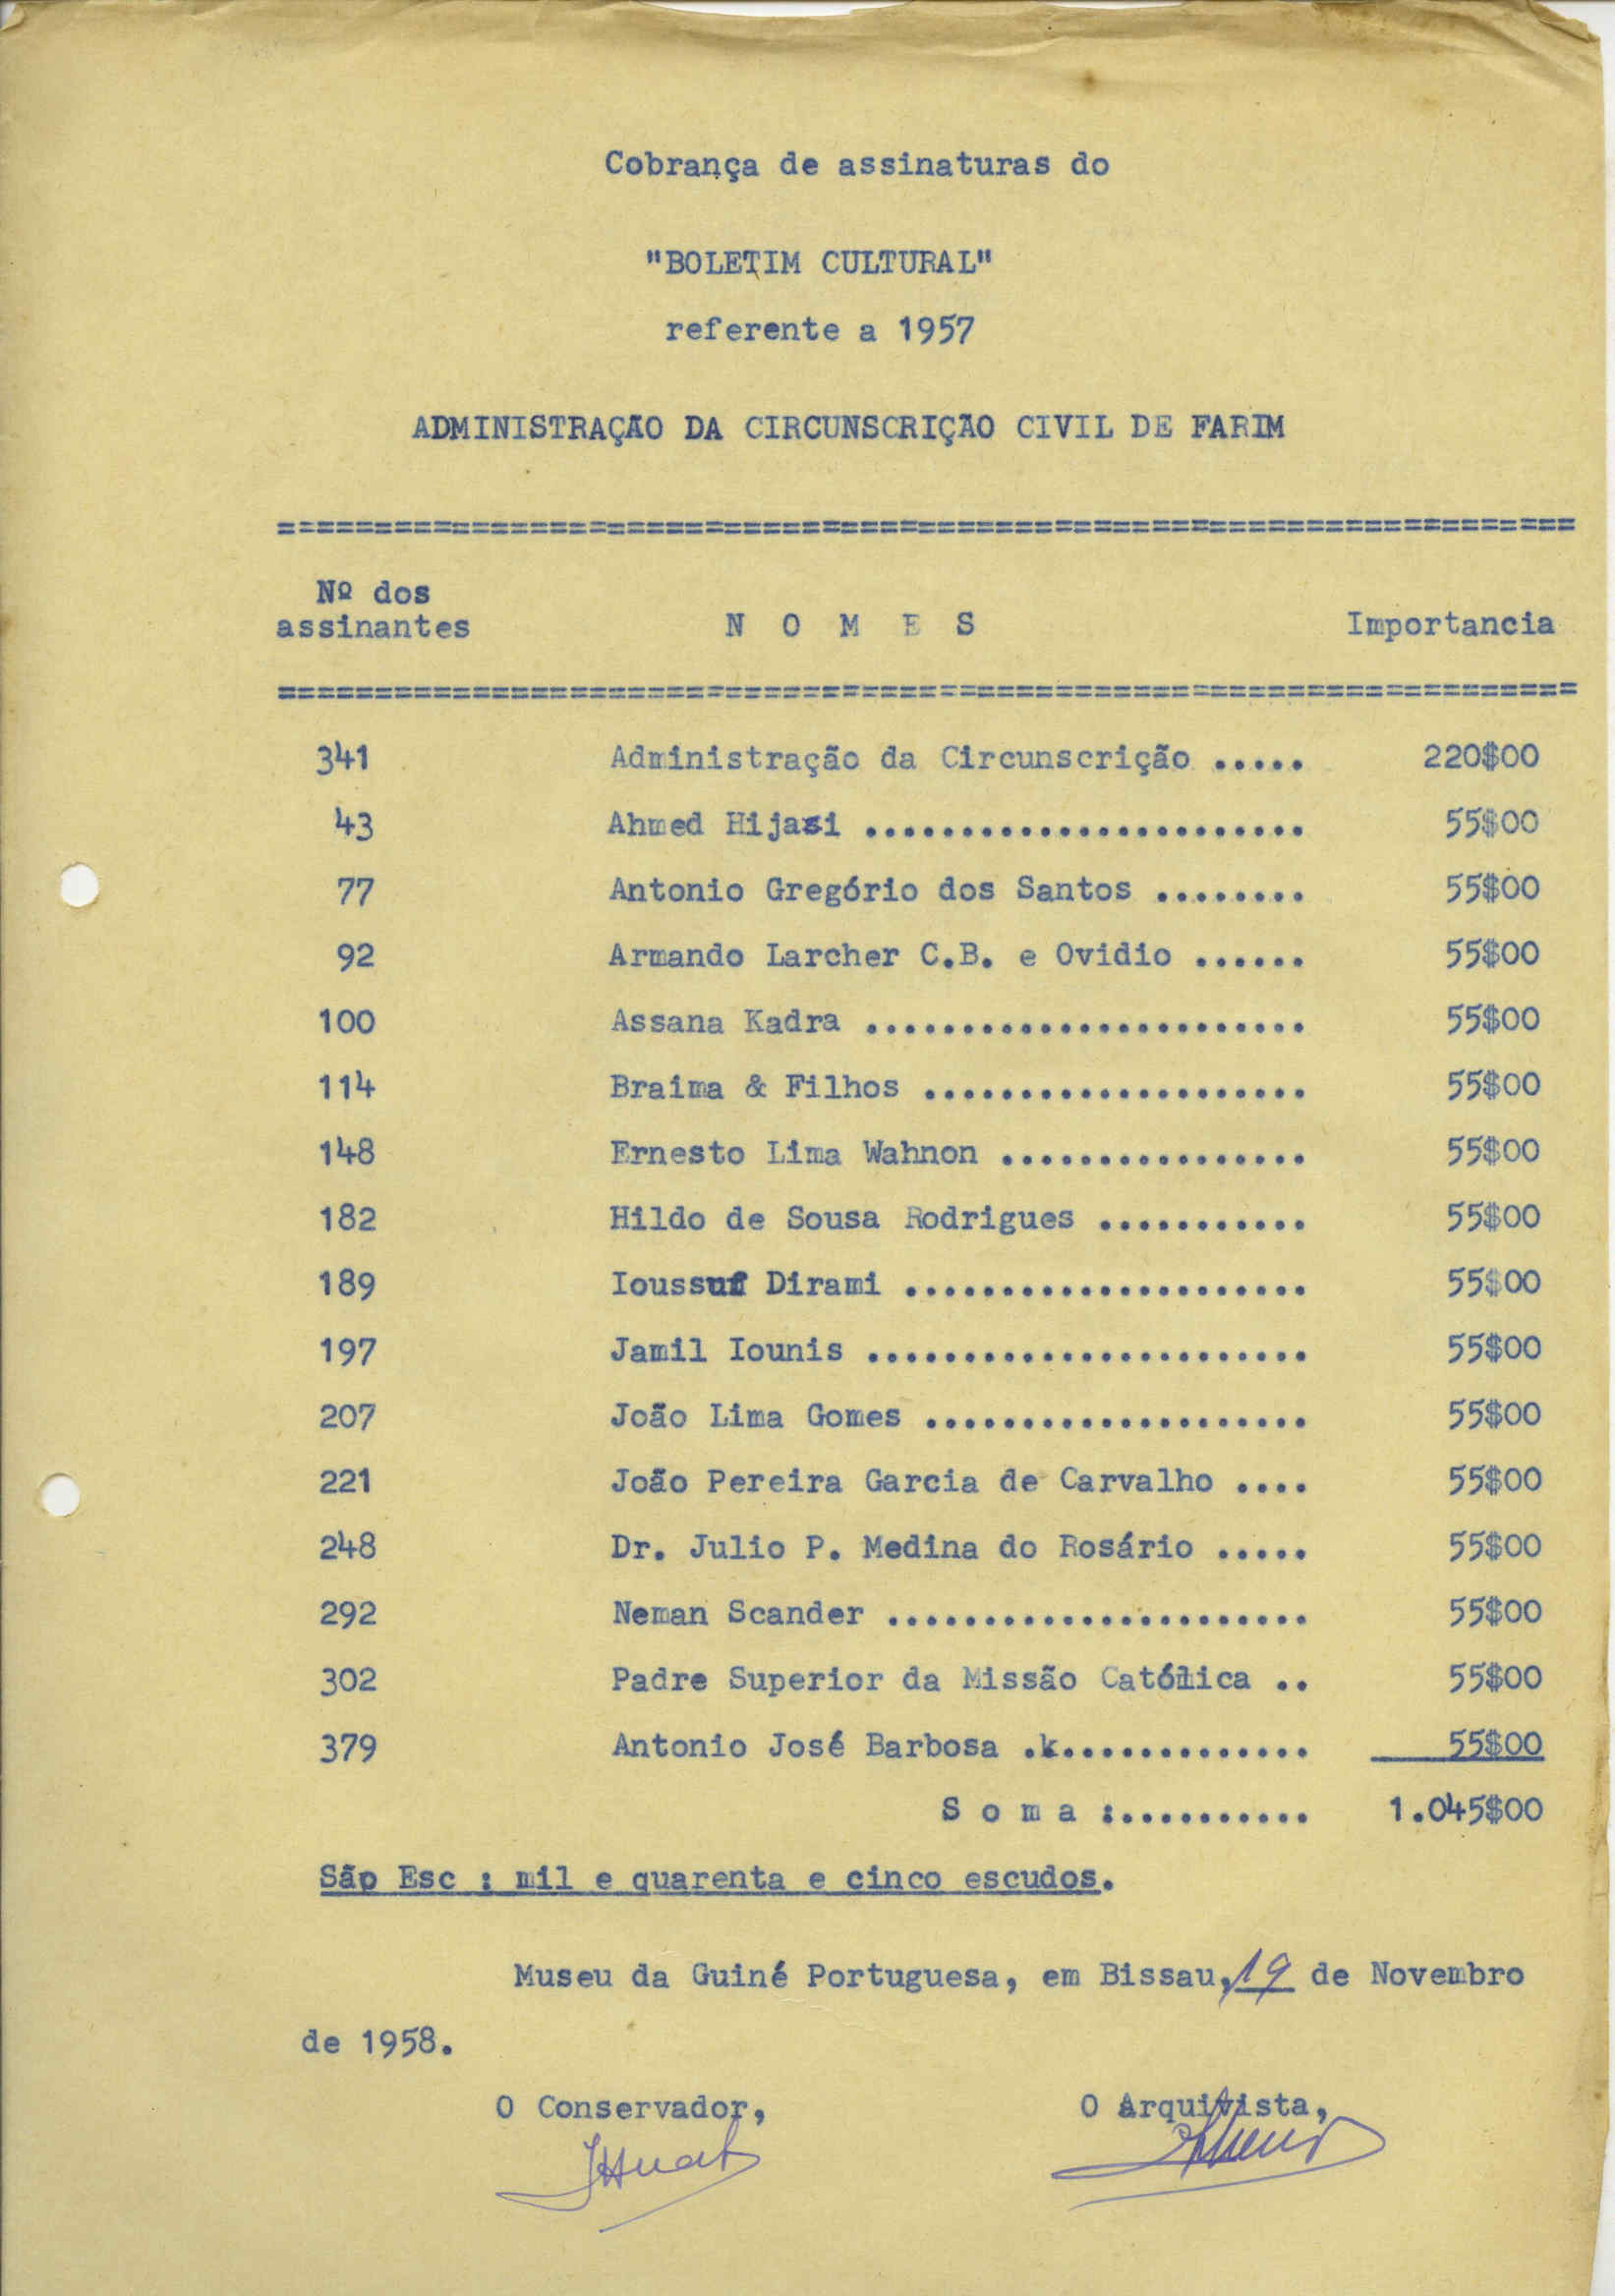 Cobrança de assinaturas do
"BOLETIM CULTURAL"
referente a 1957
ADMINISTRAÇÃO DA CIRCUNSCRIÇÃO CIVIL DE FARIM
===================================================================
Nº dos
assinantes N O M E S Importancia
===================================================================
341 Administração da Circunscrição ..... 220$00
43 Ahmed Hijazi ....................... 55$00
77 Antonio Gregório dos Santos ........ 55$00
92 Armando Larcher C.B. e Ovidio ...... 55$00
100 Assana Kadra ....................... 55$00
114 Braima & Filhos .................... 55$00
148 Ernesto Lima Wahnon ................ 55$00
182 Hildo de Sousa Rodrigues ........... 55$00
189 Ioussuf Dirami ..................... 55$00
197 Jamil Iounis ....................... 55$00
207 João Lima Gomes .................... 55$00
221 João Pereira Garcia de Carvalho .... 55$00
248 Dr. Julio P. Medina do Rosário ..... 55$00
292 Neman Scander ...................... 55$00
302 Padre Superior da Missão Católica .. 55$00
379 Antonio José Barbosa .k............. 55$00
S o m a :.......... 1.045$00
São Esc : mil e quarenta e cinco escudos.
Museu da Guiné Portuguesa, em Bissau, 19 de Novembro
de 1958.
O Conservador, O Arquivista,